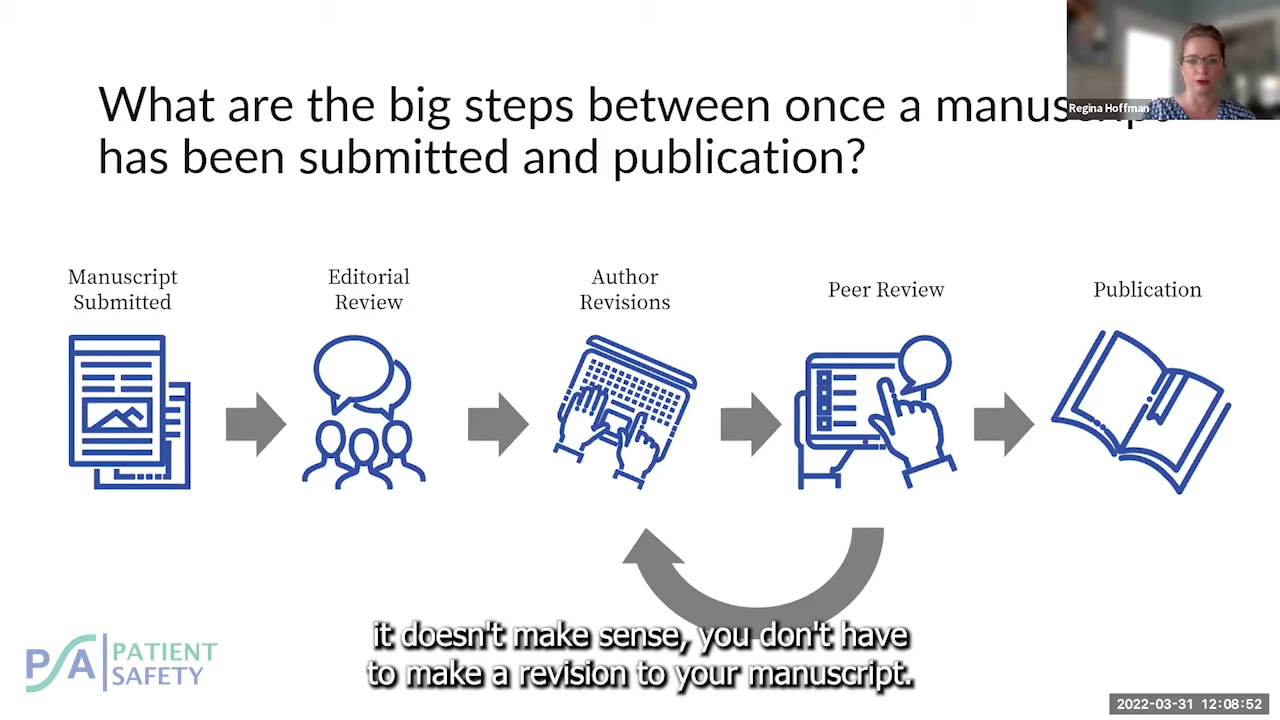 What are the big steps between once a manuscript
has been submitted and publication?
Regina Hoffman
Manuscript
Submitted
Editorial
Review
Author
Revisions
Peer Review
Publication
it doesn't make sense, you don't have
to make a revision to your manuscript.
PSA PATIENT
SAFETY
2022-03-31 12:08:52